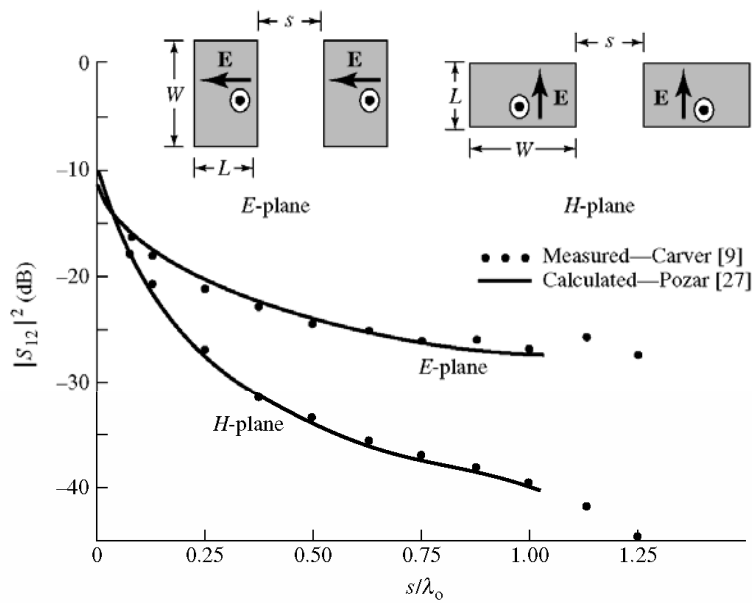 s
s
0
E
E
W
L
E
E
L
W
−10
E-plane
H-plane
Measured—Carver [9]
Calculated—Pozar [27]
−20
|S12|² (dB)
E-plane
−30
H-plane
−40
0
0.25
0.50
0.75
1.00
1.25
s/λo